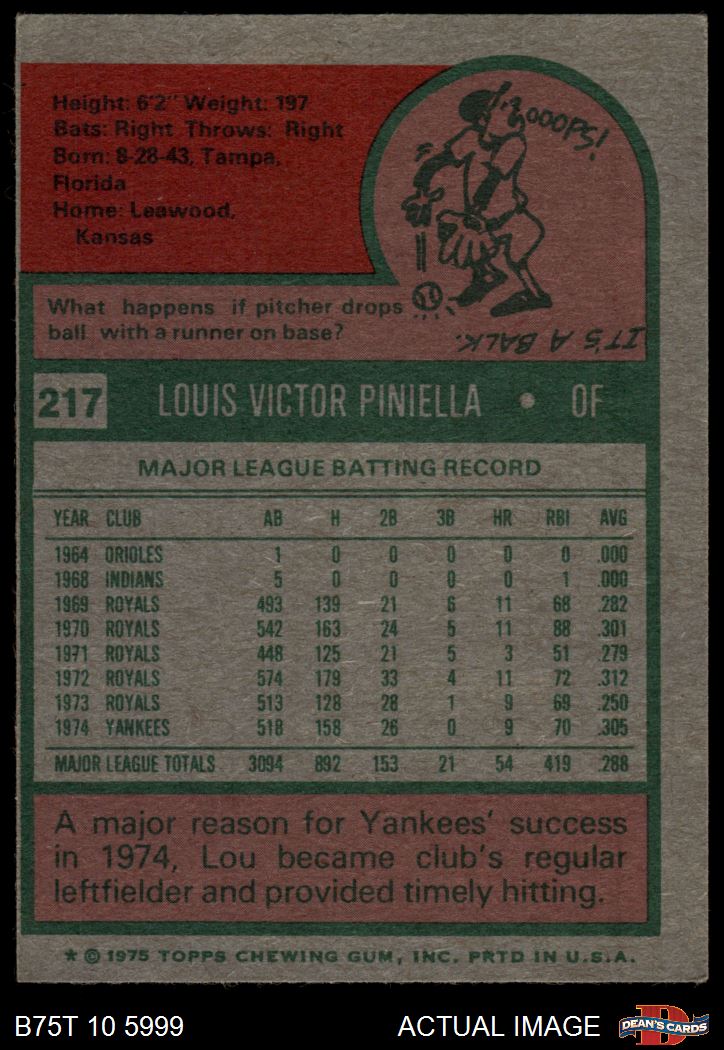 Height: 6'2" Weight: 197
Bats: Right Throws: Right
Born: 8-28-43, Tampa,
Florida
Home: Leawood,
Kansas
OOOPS!
What happens if pitcher drops
ball with a runner on base?
IT'S A BALK.
217 LOUIS VICTOR PINIELLA • OF
MAJOR LEAGUE BATTING RECORD
YEAR CLUB AB H 2B 3B HR RBI AVG
1964 ORIOLES 1 0 0 0 0 0 .000
1968 INDIANS 5 0 0 0 0 1 .000
1969 ROYALS 493 139 21 6 11 68 .282
1970 ROYALS 542 163 24 5 11 88 .301
1971 ROYALS 448 125 21 5 3 51 .279
1972 ROYALS 574 179 33 4 11 72 .312
1973 ROYALS 513 128 28 1 9 69 .250
1974 YANKEES 518 158 26 0 9 70 .305
MAJOR LEAGUE TOTALS 3094 892 153 21 54 419 .288
A major reason for Yankees' success
in 1974, Lou became club's regular
leftfielder and provided timely hitting.
* © 1975 TOPPS CHEWING GUM, INC. PRTD IN U.S.A.
B75T 10 5999 ACTUAL IMAGE
D
DEAN'S CARDS